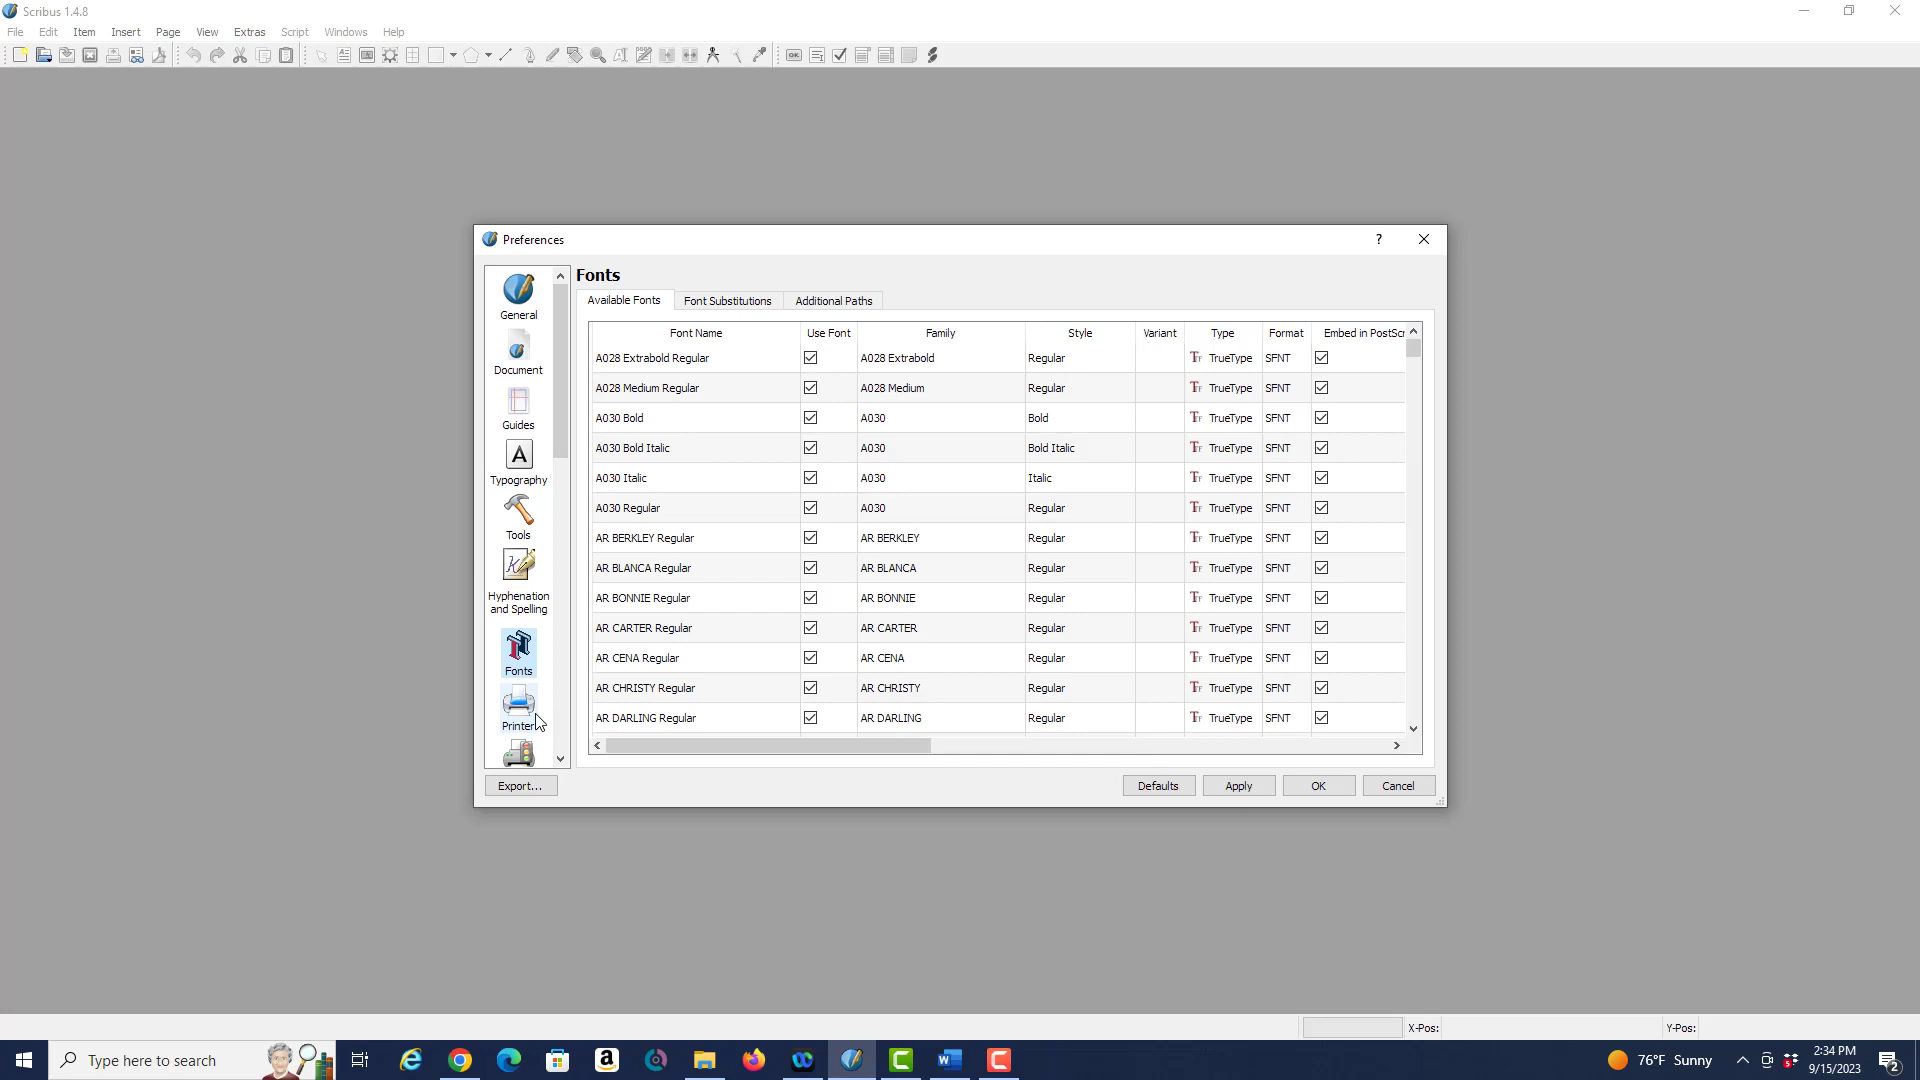 Scribus 1.4.8
File Edit Item Insert Page View Extras Script Windows Help
Preferences
?
General
Document
Guides
Typography
Tools
Hyphenation
and Spelling
Fonts
Printer
Fonts
Available Fonts Font Substitutions Additional Paths
Font Name Use Font Family Style Variant Type Format Embed in PostScr
A028 Extrabold Regular A028 Extrabold Regular TrueType SFNT
A028 Medium Regular A028 Medium Regular TrueType SFNT
A030 Bold A030 Bold TrueType SFNT
A030 Bold Italic A030 Bold Italic TrueType SFNT
A030 Italic A030 Italic TrueType SFNT
A030 Regular A030 Regular TrueType SFNT
AR BERKLEY Regular AR BERKLEY Regular TrueType SFNT
AR BLANCA Regular AR BLANCA Regular TrueType SFNT
AR BONNIE Regular AR BONNIE Regular TrueType SFNT
AR CARTER Regular AR CARTER Regular TrueType SFNT
AR CENA Regular AR CENA Regular TrueType SFNT
AR CHRISTY Regular AR CHRISTY Regular TrueType SFNT
AR DARLING Regular AR DARLING Regular TrueType SFNT
Export... Defaults Apply OK Cancel
X-Pos: Y-Pos:
Type here to search
76°F Sunny
2:34 PM
9/15/2023
2